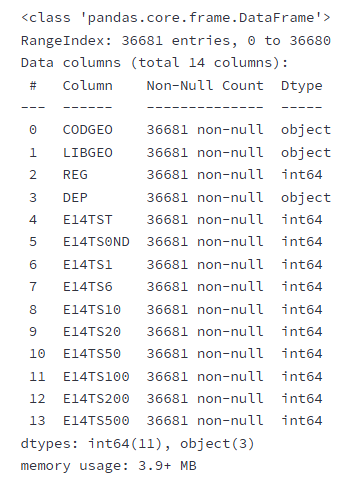 <class 'pandas.core.frame.DataFrame'>
RangeIndex: 36681 entries, 0 to 36680
Data columns (total 14 columns):
 #   Column    Non-Null Count  Dtype
---  ------    --------------  -----
 0   CODGEO    36681 non-null  object
 1   LIBGEO    36681 non-null  object
 2   REG       36681 non-null  int64
 3   DEP       36681 non-null  object
 4   E14TST    36681 non-null  int64
 5   E14TS0ND  36681 non-null  int64
 6   E14TS1    36681 non-null  int64
 7   E14TS6    36681 non-null  int64
 8   E14TS10   36681 non-null  int64
 9   E14TS20   36681 non-null  int64
 10  E14TS50   36681 non-null  int64
 11  E14TS100  36681 non-null  int64
 12  E14TS200  36681 non-null  int64
 13  E14TS500  36681 non-null  int64
dtypes: int64(11), object(3)
memory usage: 3.9+ MB